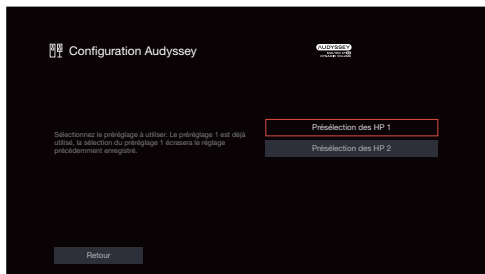 Configuration Audyssey
AUDYSSEY
Présélection des HP 1
Sélectionnez le préréglage à utiliser. Le préréglage 1 est déjà
utilisé, la sélection du préréglage 1 écrasera le réglage
précédemment enregistré.
Présélection des HP 2
Retour